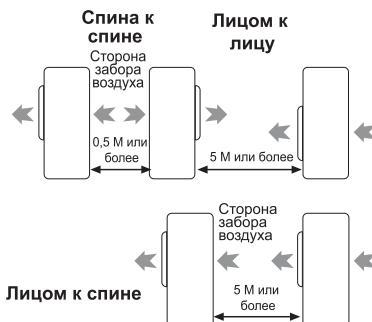 Спина к
спине
Лицом к
лицу
Сторона
забора
воздуха
0,5 М или
более
5 М или более
Сторона
забора
воздуха
Лицом к спине
5 М или
более